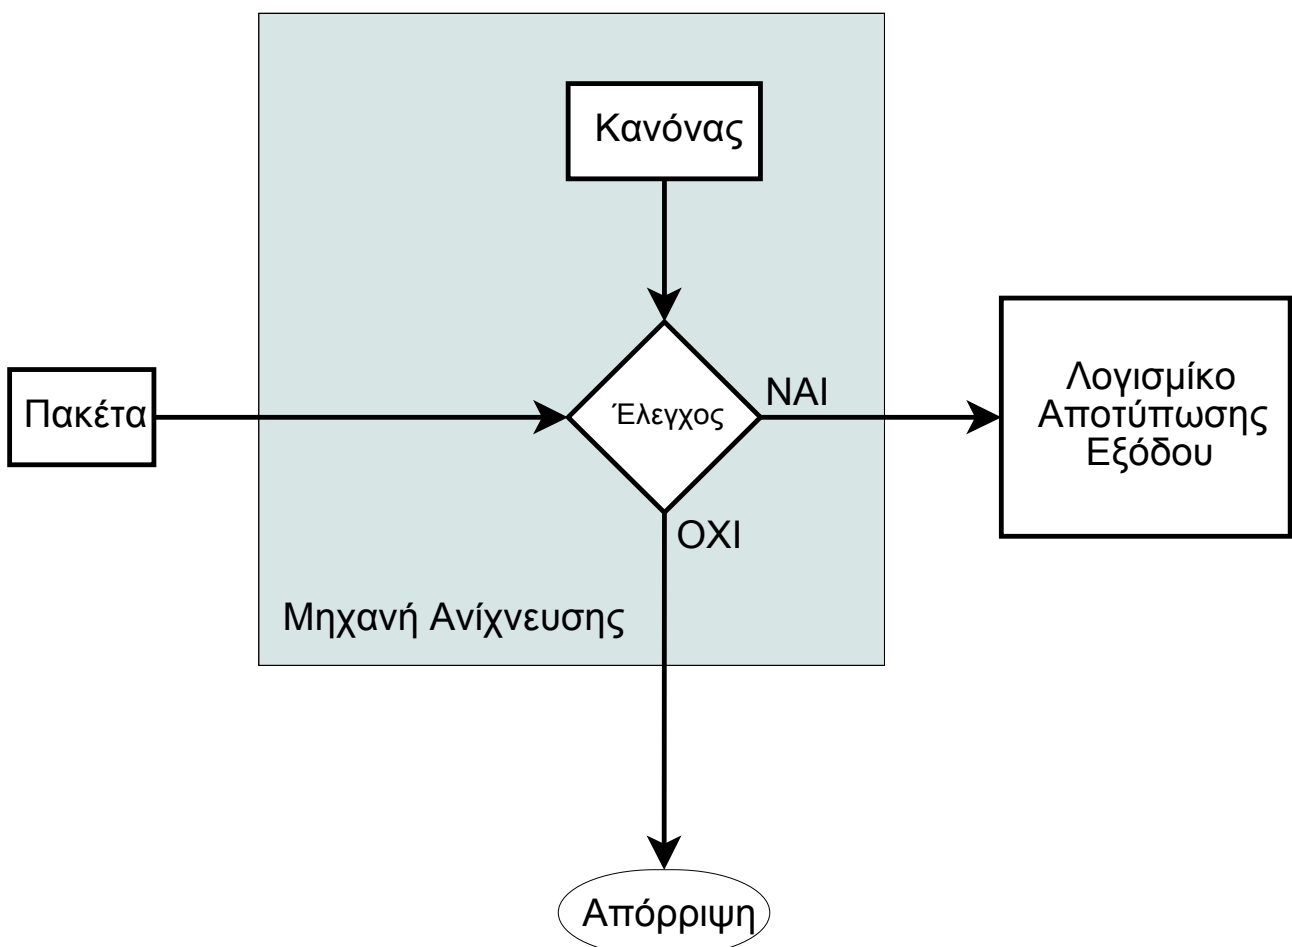 Κανόνας
Πακέτα
Έλεγχος
ΝΑΙ
Λογισμίκο
Αποτύπωσης
Εξόδου
ΟΧΙ
Μηχανή Ανίχνευσης
Απόρριψη